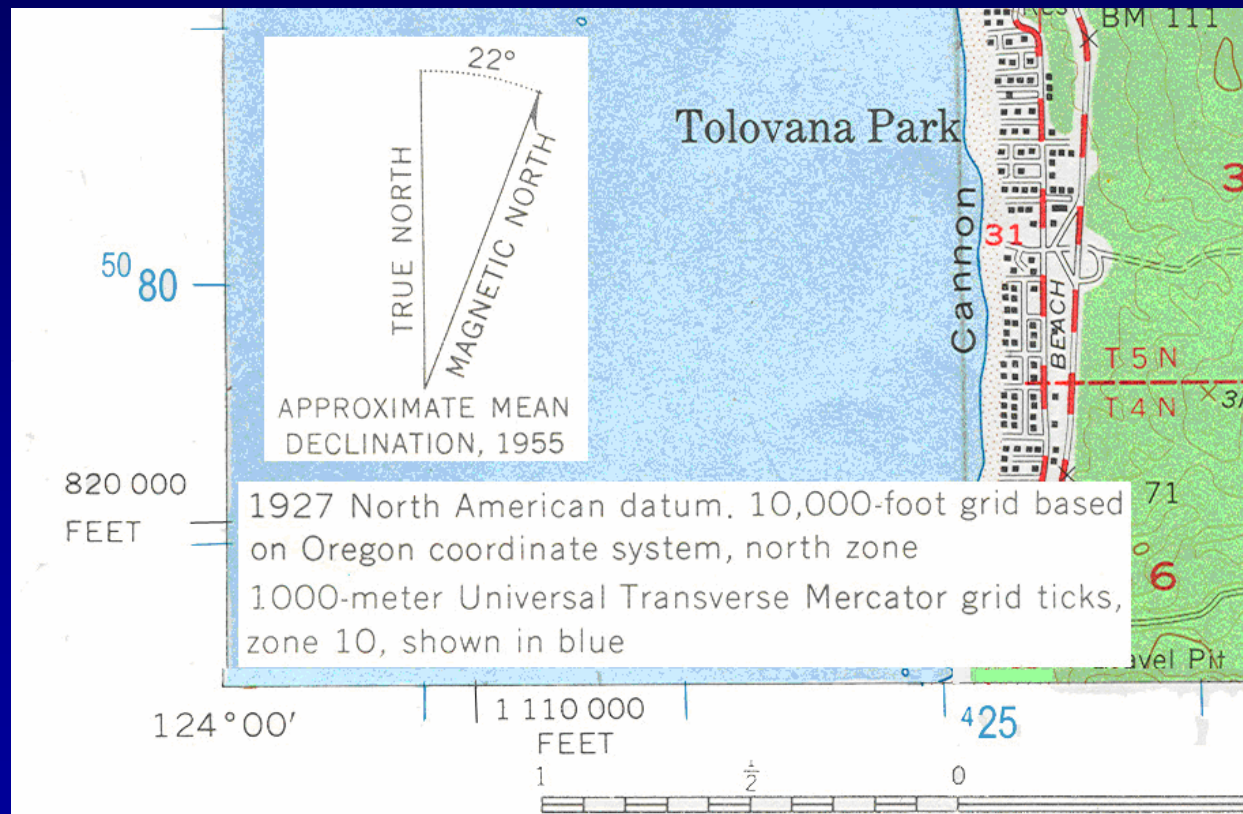 BM 111
22°
TRUE NORTH
MAGNETIC NORTH
APPROXIMATE MEAN
DECLINATION, 1955
Tolovana Park
Cannon
BEACH
31
3
50 80
T 5 N
T 4 N
820 000
FEET
71
6
1927 North American datum. 10,000-foot grid based
on Oregon coordinate system, north zone
1000-meter Universal Transverse Mercator grid ticks,
zone 10, shown in blue
Pit
124°00'
1 110 000
FEET
4 25
1
½
0